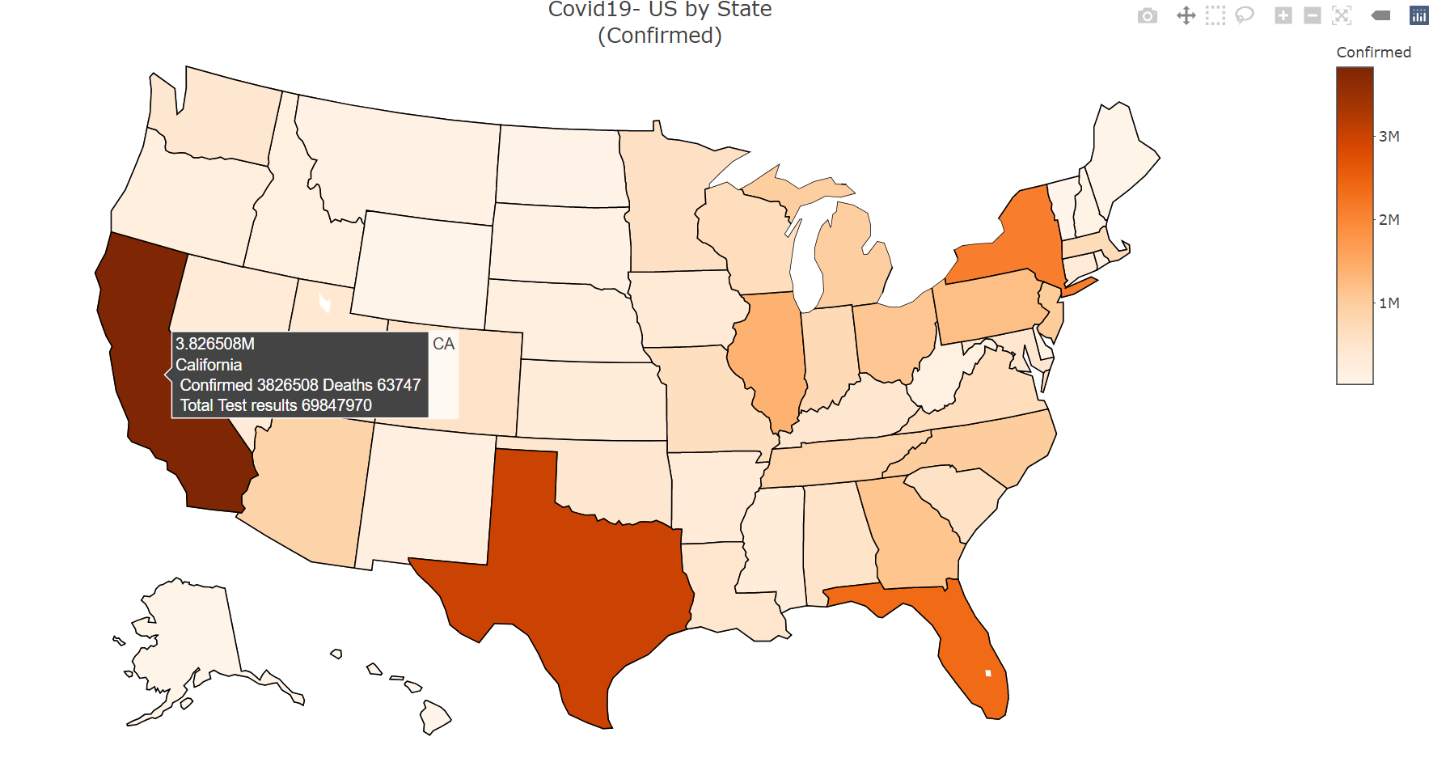 Covid19- US by State
(Confirmed)
Confirmed
3M
2M
1M
3.826508M
CA
California
Confirmed 3826508 Deaths 63747
Total Test results 69847970